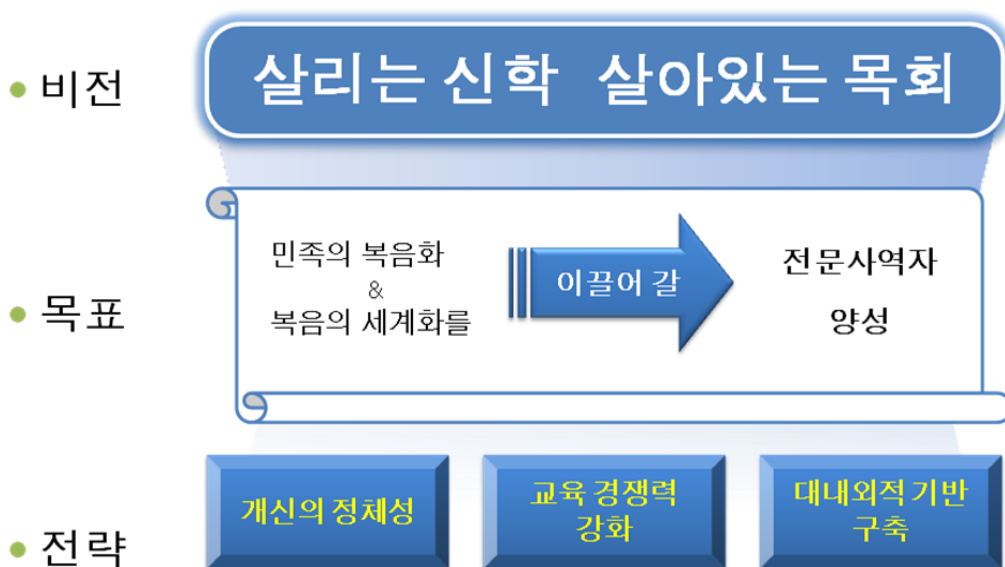 비전
살리는 신학 살아있는 목회
목표
민족의 복음화
&
복음의 세계화를
이끌어 갈
전문사역자
양성
전략
개신의 정체성
교육 경쟁력
강화
대내외적 기반
구축